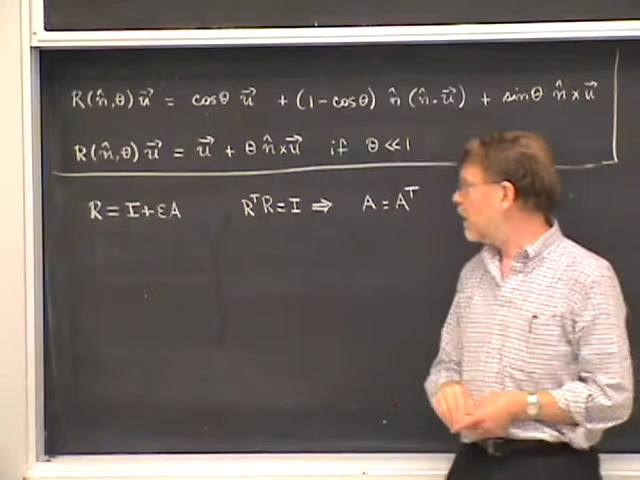 R(n̂,θ)u⃗ = cosθ u⃗ + (1-cosθ) n̂ (n̂·u⃗) + sinθ n̂×u⃗
R(n̂,θ)u⃗ = u⃗ + θ n̂×u⃗ if θ≪1
R=I+εA RᵀR=I ⇒ A=Aᵀ